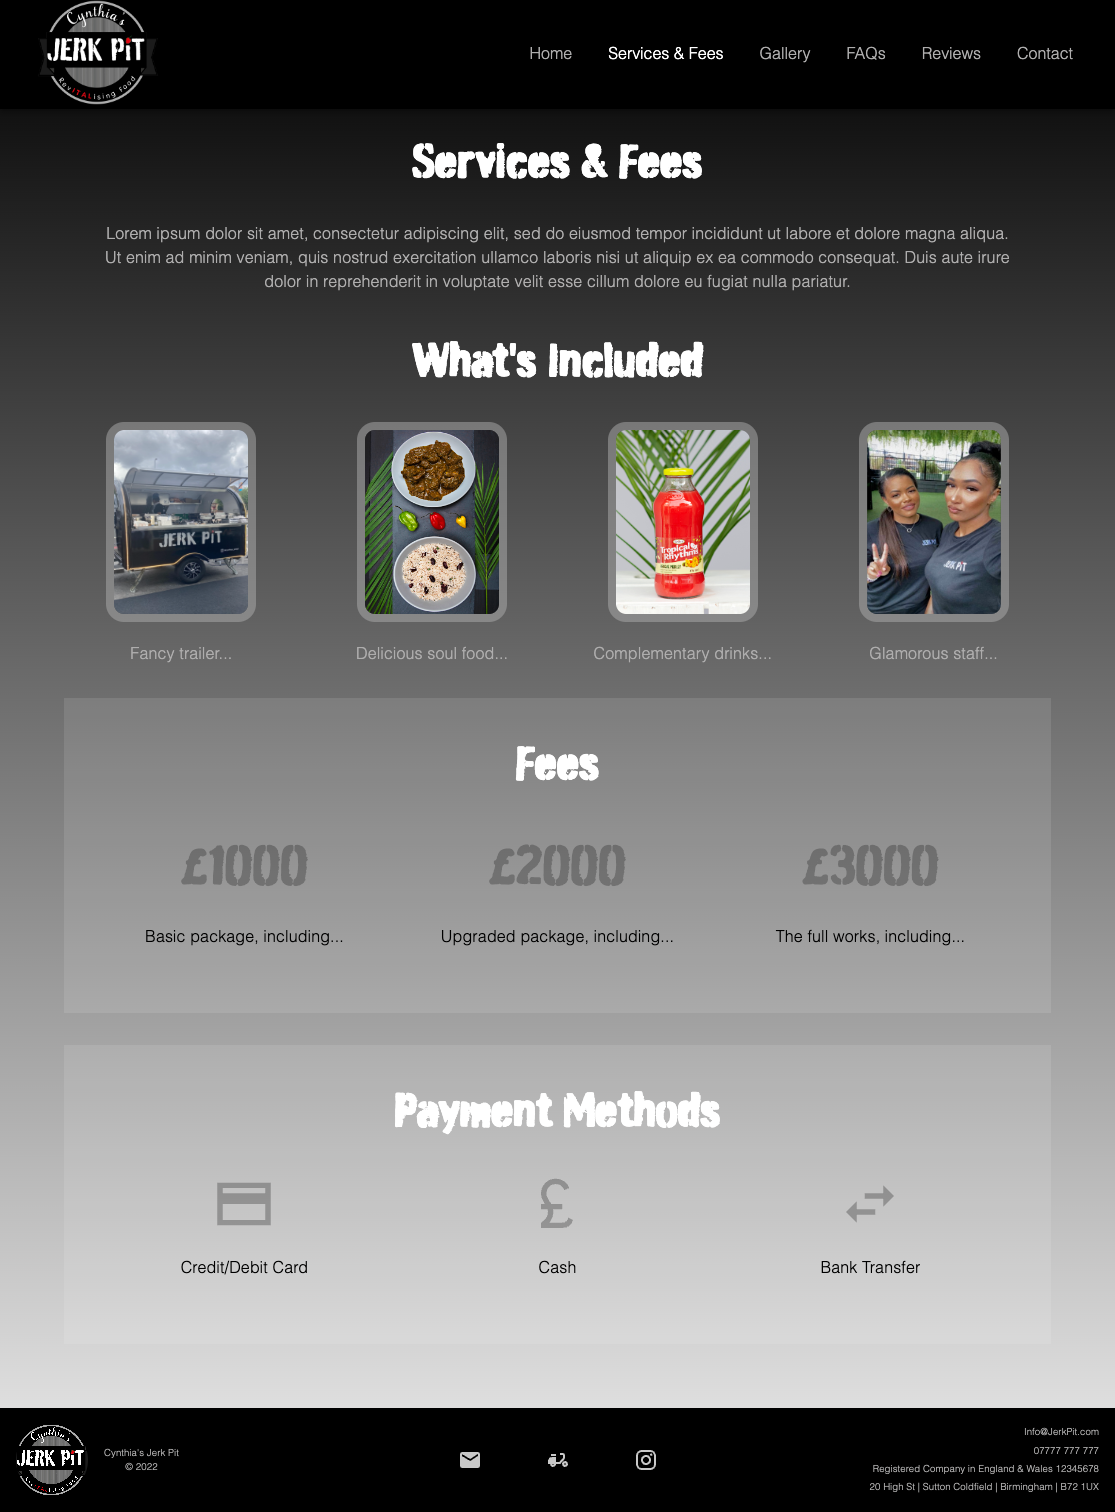 Cynthia's
JERK PiT
RevITALising Food
Home Services & Fees Gallery FAQs Reviews Contact
Services & Fees
Lorem ipsum dolor sit amet, consectetur adipiscing elit, sed do eiusmod tempor incididunt ut labore et dolore magna aliqua.
Ut enim ad minim veniam, quis nostrud exercitation ullamco laboris nisi ut aliquip ex ea commodo consequat. Duis aute irure
dolor in reprehenderit in voluptate velit esse cillum dolore eu fugiat nulla pariatur.
What's Included
JERK PiT
Tropical
Rhythms
JERK PiT
Fancy trailer...
Delicious soul food...
Complementary drinks...
Glamorous staff...
Fees
£1000
£2000
£3000
Basic package, including...
Upgraded package, including...
The full works, including...
Payment Methods
£
Credit/Debit Card
Cash
Bank Transfer
Cynthia's
JERK PiT
Cynthia's Jerk Pit
© 2022
Info@JerkPit.com
07777 777 777
Registered Company in England & Wales 12345678
20 High St | Sutton Coldfield | Birmingham | B72 1UX